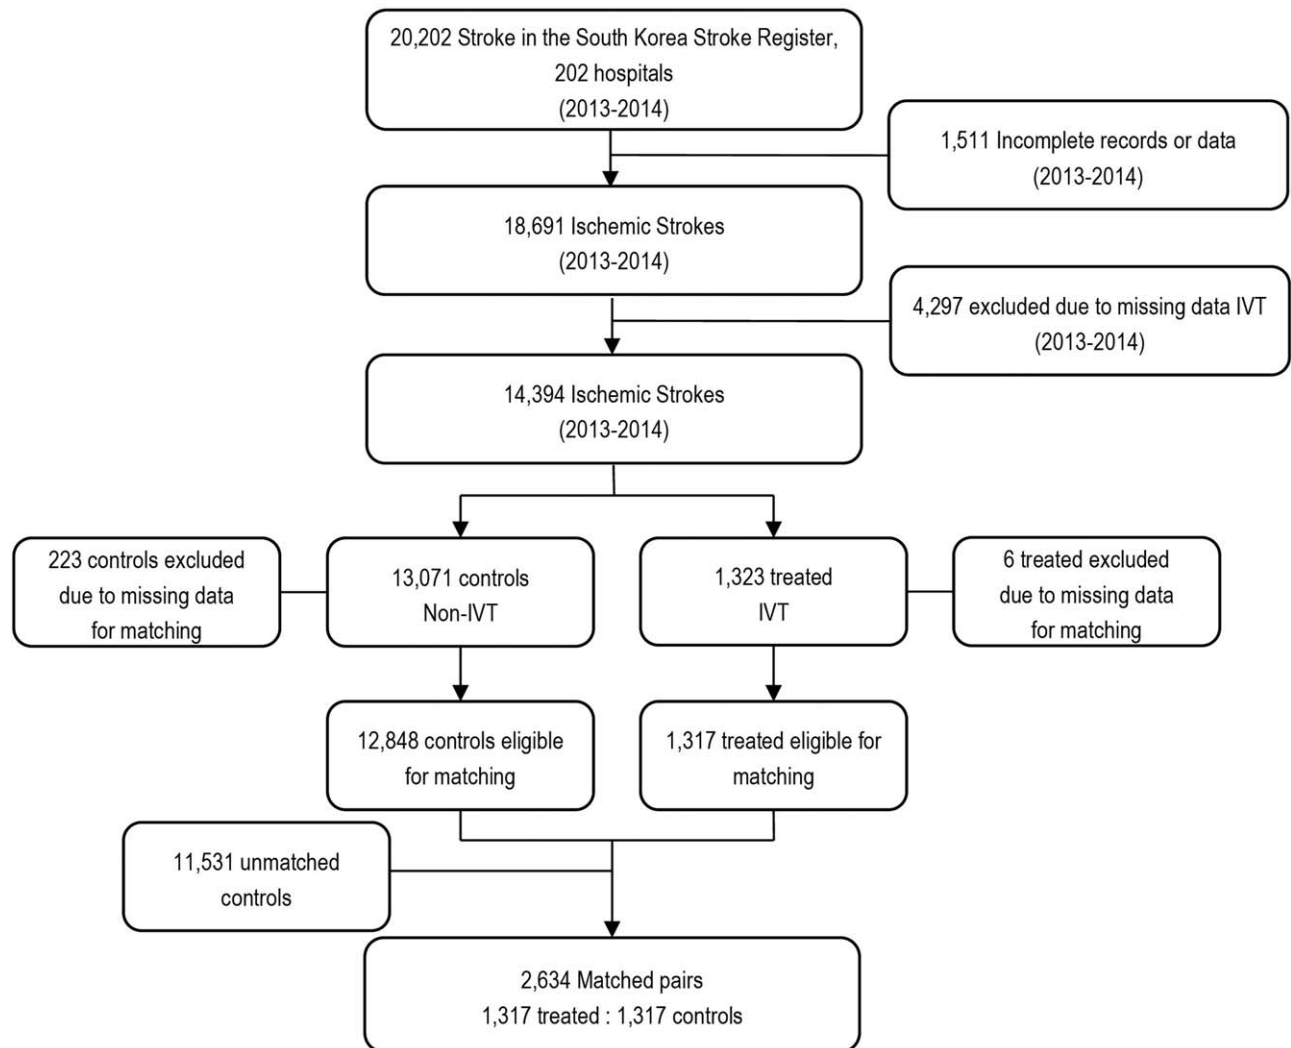 20,202 Stroke in the South Korea Stroke Register,
202 hospitals
(2013-2014)
1,511 Incomplete records or data
(2013-2014)
18,691 Ischemic Strokes
(2013-2014)
4,297 excluded due to missing data IVT
(2013-2014)
14,394 Ischemic Strokes
(2013-2014)
223 controls excluded
due to missing data
for matching
13,071 controls
Non-IVT
1,323 treated
IVT
6 treated excluded
due to missing data
for matching
12,848 controls eligible
for matching
1,317 treated eligible for
matching
11,531 unmatched
controls
2,634 Matched pairs
1,317 treated : 1,317 controls